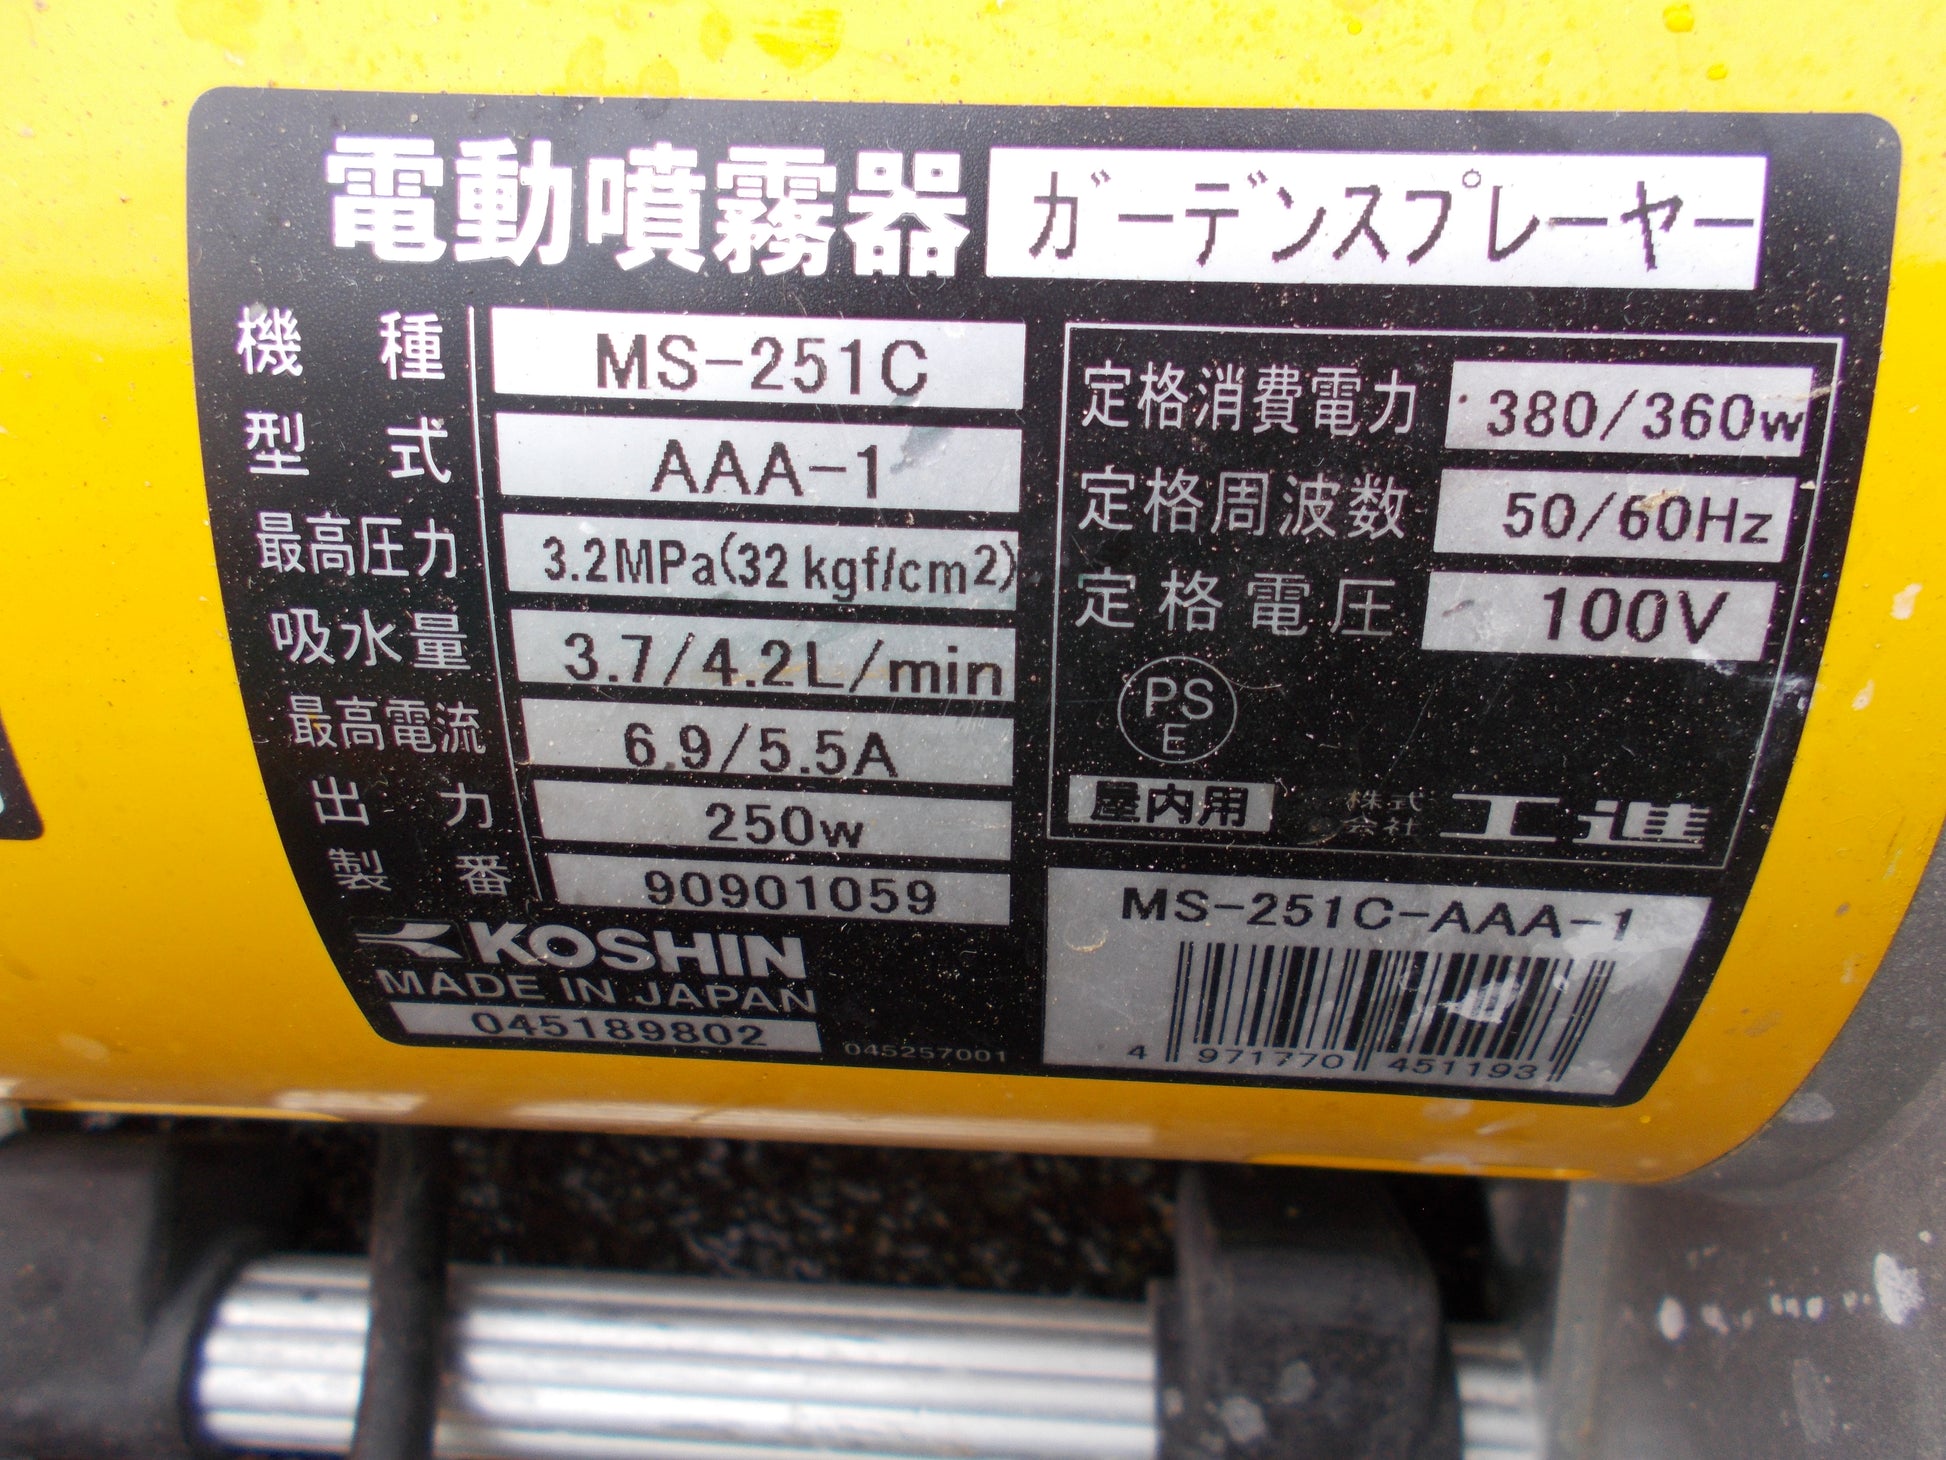 電動噴霧器 ガーデンスプレーヤー
機種 MS-251C
型式 AAA-1
最高圧力 3.2MPa(32kgf/cm2)
吸水量 3.7/4.2L/min
最高電流 6.9/5.5A
出力 250w
製番 90901059
KOSHIN
MADE IN JAPAN
045189802
045257001
定格消費電力 380/360w
定格周波数 50/60Hz
定格電圧 100V
PS
E
屋内用 株式会社 工進
MS-251C-AAA-1
4 971770 451193